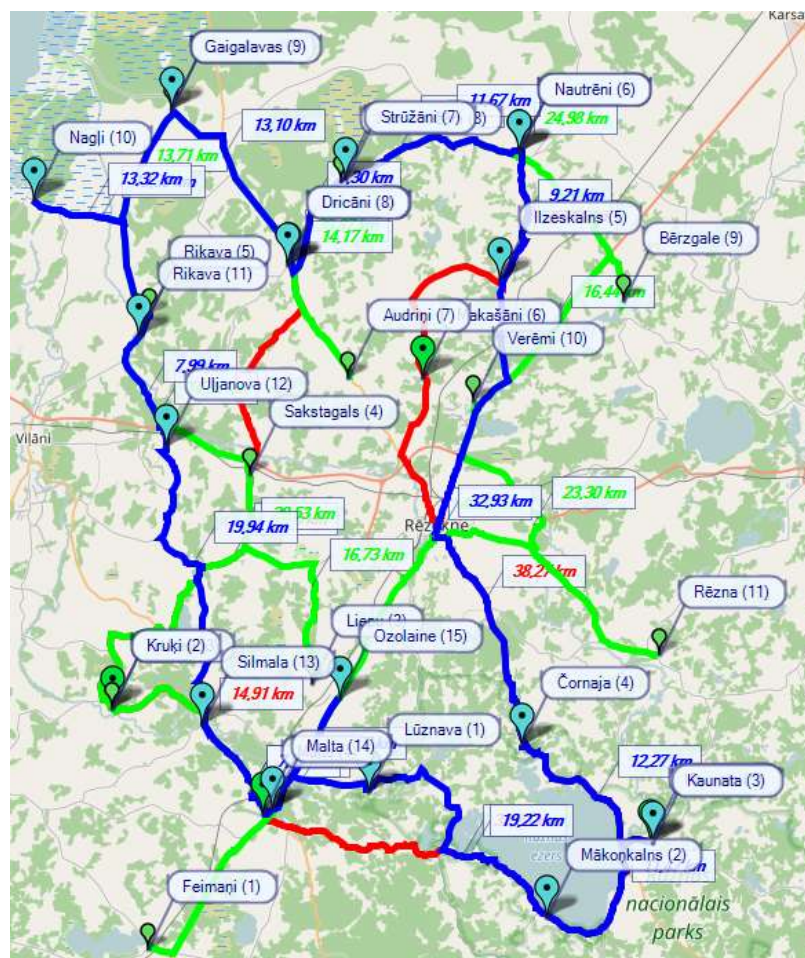 Kārsa
Gaigalavas (9)
Nautrēni (6)
11,67 km
24,98 km
Strūžāni (7)
13,10 km
Nagļi (10)
13,71 km
13,32 km
9,21 km
Dricāni (8)
Ilzeskalns (5)
14,17 km
Bērzgale (9)
Rikava (5)
Rikava (11)
16,44 km
Audriņi (7)
Verēmi (10)
7,99 km
Uļļanova (12)
Sakstagals (4)
Viļāni
32,93 km
23,30 km
19,94 km
Rēzekne
16,73 km
38,27 km
Rēzna (11)
Kruķi (2)
Ozolaine (15)
Silmala (13)
14,91 km
Čornaja (4)
Lūznava (1)
Malta (14)
12,27 km
Kaunata (3)
19,22 km
ezers
Mākoņkalns (2)
Feimaņi (1)
nacionālais
parks